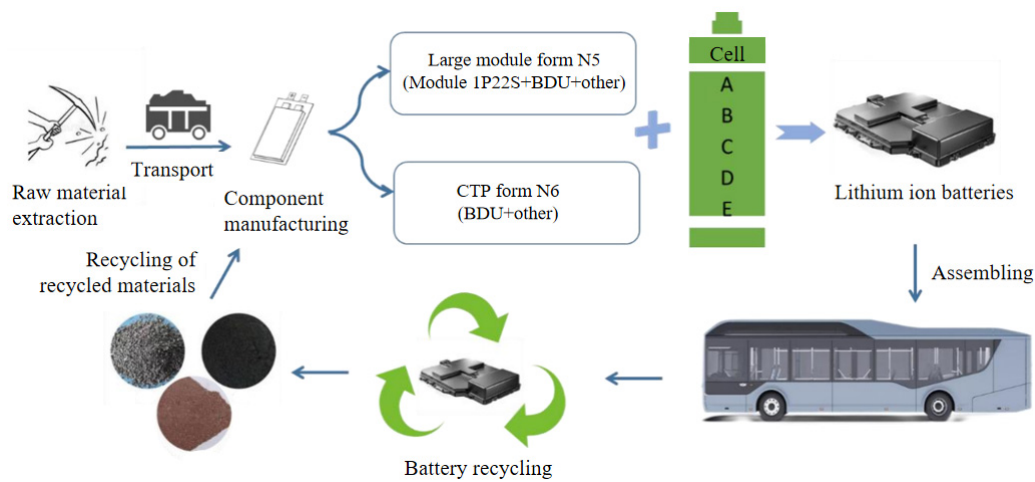 Large module form N5
(Module 1P22S+BDU+other)
Cell
A
B
C
D
E
Transport
Raw material
extraction
Component
manufacturing
CTP form N6
(BDU+other)
Lithium ion batteries
Recycling of
recycled materials
Assembling
Battery recycling